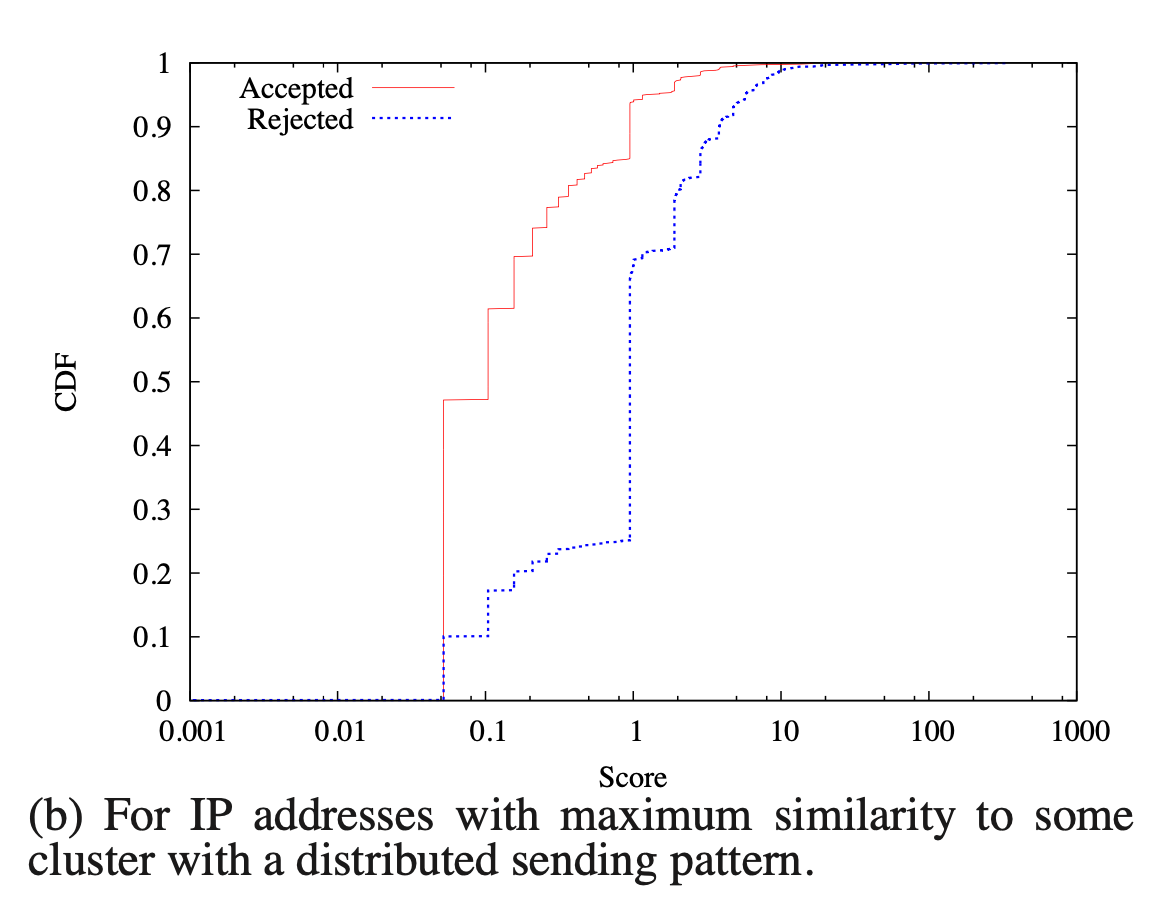 1
Accepted
Rejected
0.9
0.8
0.7
0.6
0.5
CDF
0.4
0.3
0.2
0.1
0
0.001 0.01 0.1 1 10 100 1000
Score
(b) For IP addresses with maximum similarity to some
cluster with a distributed sending pattern.